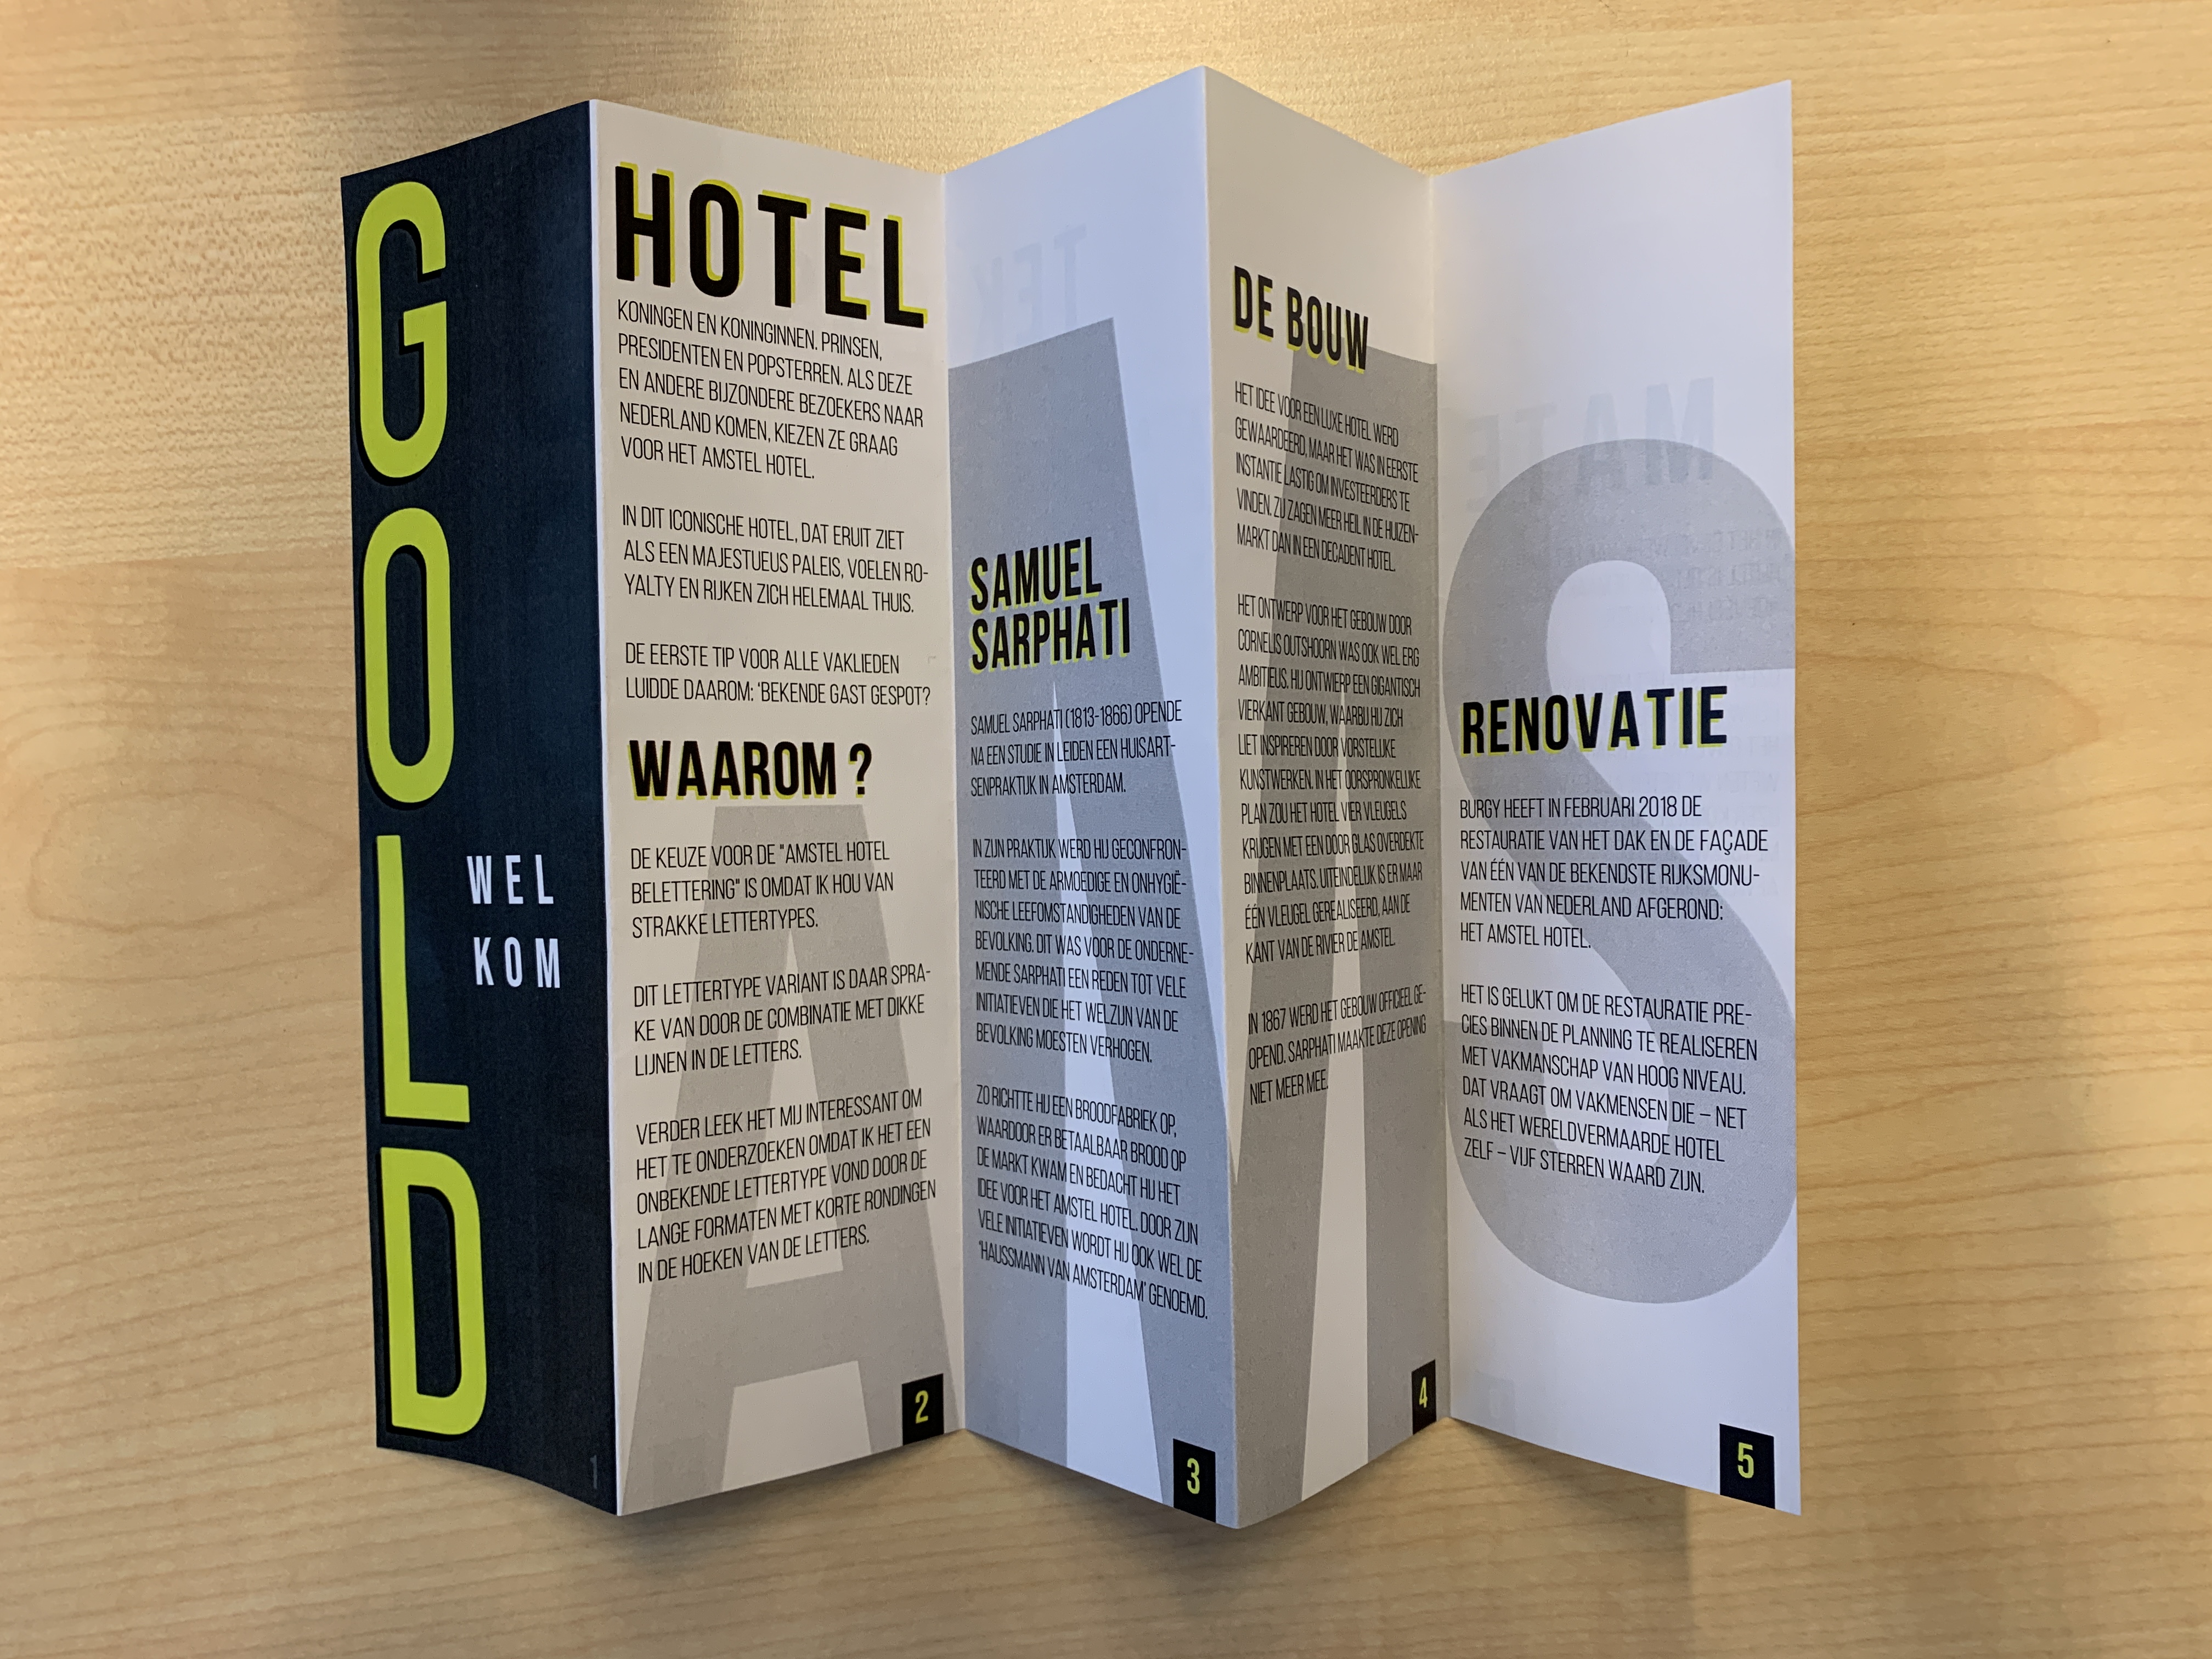 GOLD
WEL
KOM
1
HOTEL
KONINGEN EN KONINGINNEN. PRINSEN,
PRESIDENTEN EN POPSTERREN. ALS DEZE
EN ANDERE BIJZONDERE BEZOEKERS NAAR
NEDERLAND KOMEN, KIEZEN ZE GRAAG
VOOR HET AMSTEL HOTEL.
IN DIT ICONISCHE HOTEL, DAT ERUIT ZIET
ALS EEN MAJESTUEUS PALEIS, VOELEN RO-
YALTY EN RIJKEN ZICH HELEMAAL THUIS.
DE EERSTE TIP VOOR ALLE VAKLIEDEN
LUIDDE DAAROM: ‘BEKENDE GAST GESPOT?
WAAROM ?
DE KEUZE VOOR DE "AMSTEL HOTEL
BELETTERING" IS OMDAT IK HOU VAN
STRAKKE LETTERTYPES.
DIT LETTERTYPE VARIANT IS DAAR SPRA-
KE VAN DOOR DE COMBINATIE MET DIKKE
LIJNEN IN DE LETTERS.
VERDER LEEK HET MIJ INTERESSANT OM
HET TE ONDERZOEKEN OMDAT IK HET EEN
ONBEKENDE LETTERTYPE VOND DOOR DE
LANGE FORMATEN MET KORTE RONDINGEN
IN DE HOEKEN VAN DE LETTERS.
A
2
SAMUEL
SARPHATI
SAMUEL SARPHATI (1813-1866) OPENDE
NA EEN STUDIE IN LEIDEN EEN HUISART-
SENPRAKTIJK IN AMSTERDAM.
IN ZIJN PRAKTIJK WERD HIJ GECONFRON-
TEERD MET DE ARMOEDIGE EN ONHYGIË-
NISCHE LEEFOMSTANDIGHEDEN VAN DE
BEVOLKING. DIT WAS VOOR DE ONDERNE-
MENDE SARPHATI EEN REDEN TOT VELE
INITIATIEVEN DIE HET WELZIJN VAN DE
BEVOLKING MOESTEN VERHOGEN.
ZO RICHTTE HIJ EEN BROODFABRIEK OP,
WAARDOOR ER BETAALBAAR BROOD OP
DE MARKT KWAM EN BEDACHT HIJ HET
IDEE VOOR HET AMSTEL HOTEL. DOOR ZIJN
VELE INITIATIEVEN WORDT HIJ OOK WEL DE
‘HAUSSMANN VAN AMSTERDAM’ GENOEMD.
M
3
DE BOUW
HET IDEE VOOR EEN LUXE HOTEL WERD
GEWAARDEERD, MAAR HET WAS IN EERSTE
INSTANTIE LASTIG OM INVESTEERDERS TE
VINDEN. ZIJ ZAGEN MEER HEIL IN DE HUIZEN-
MARKT DAN IN EEN DECADENT HOTEL.
HET ONTWERP VOOR HET GEBOUW DOOR
CORNELIS OUTSHOORN WAS OOK WEL ERG
AMBITIEUS. HIJ ONTWIERP EEN GIGANTISCH
VIERKANT GEBOUW, WAARBIJ HIJ ZICH
LIET INSPIREREN DOOR VORSTELIJKE
KUNSTWERKEN. IN HET OORSPRONKELIJKE
PLAN ZOU HET HOTEL VIER VLEUGELS
KRIJGEN MET EEN DOOR GLAS OVERDEKTE
BINNENPLAATS. UITEINDELIJK IS ER MAAR
ÉÉN VLEUGEL GEREALISEERD, AAN DE
KANT VAN DE RIVIER DE AMSTEL.
IN 1867 WERD HET GEBOUW OFFICIEEL GE-
OPEND. SARPHATI MAAKTE DEZE OPENING
NIET MEER MEE.
4
RENOVATIE
BURGY HEEFT IN FEBRUARI 2018 DE
RESTAURATIE VAN HET DAK EN DE FAÇADE
VAN ÉÉN VAN DE BEKENDSTE RIJKSMONU-
MENTEN VAN NEDERLAND AFGEROND:
HET AMSTEL HOTEL.
HET IS GELUKT OM DE RESTAURATIE PRE-
CIES BINNEN DE PLANNING TE REALISEREN
MET VAKMANSCHAP VAN HOOG NIVEAU.
DAT VRAAGT OM VAKMENSEN DIE – NET
ALS HET WERELDVERMAARDE HOTEL
ZELF – VIJF STERREN WAARD ZIJN.
S
5